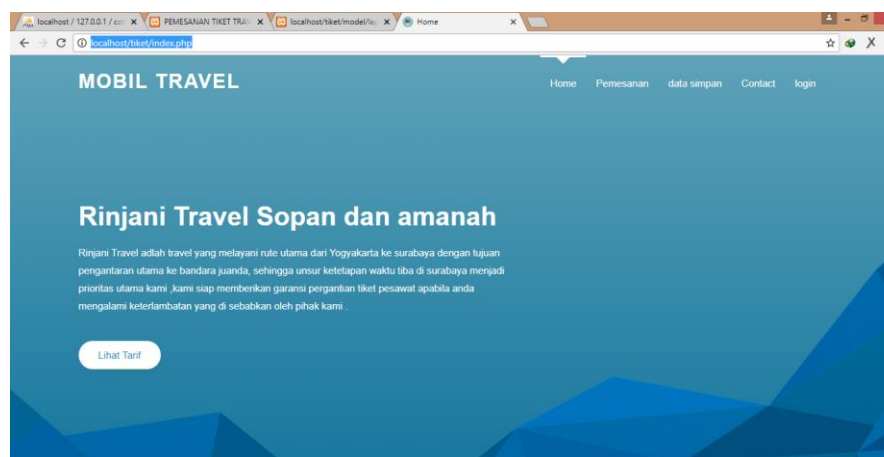 localhost / 127.0.0.1 / co
PEMESANAN TIKET TRAV
localhost/tiket/model/le
Home
localhost/tiket/index.php
MOBIL TRAVEL
Home
Pemesanan
data simpan
Contact
login
Rinjani Travel Sopan dan amanah
Rinjani Travel adlah travel yang melayani rute utama dari Yogyakarta ke surabaya dengan tujuan
pengantaran utama ke bandara juanda, sehingga unsur ketetapan waktu tiba di surabaya menjadi
prioritas utama kami ,kami siap memberikan garansi pergantian tiket pesawat apabila anda
mengalami keterlambatan yang di sebabkan oleh pihak kami .
Lihat Tarif